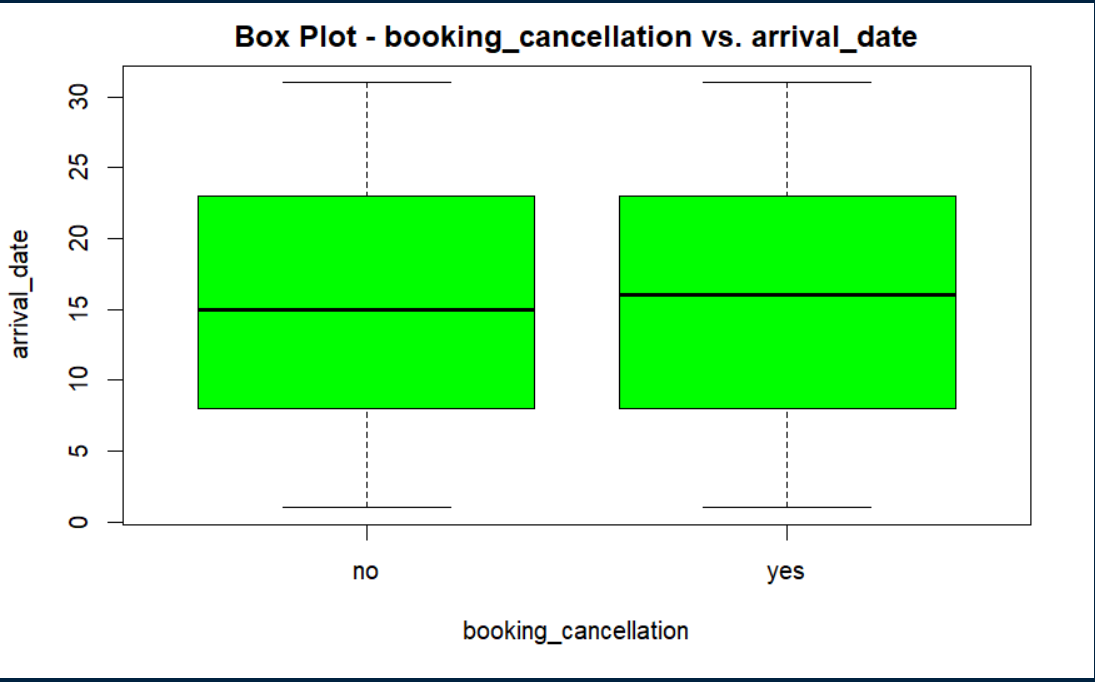 Box Plot - booking_cancellation vs. arrival_date
arrival_date
30
25
20
15
10
5
0
no yes
booking_cancellation